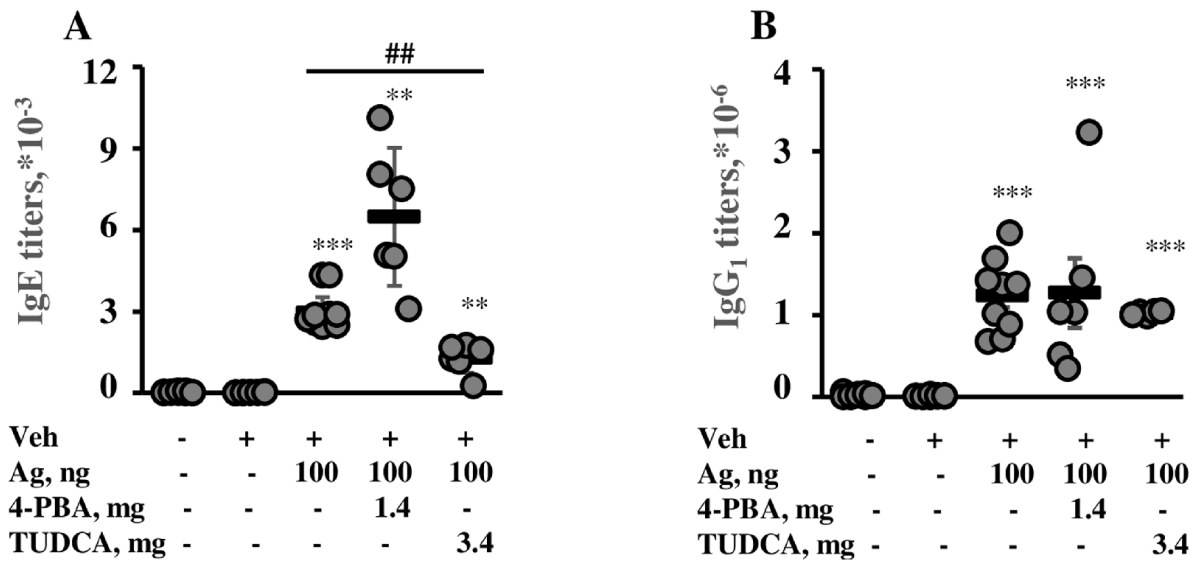 A
##
**
***
**
12
9
6
3
0
IgE titers,*10-3
Veh - + + + +
Ag, ng - - 100 100 100
4-PBA, mg - - - 1.4 -
TUDCA, mg - - - - 3.4
B
***
***
***
4
3
2
1
0
IgG1 titers,*10-6
Veh - + + + +
Ag, ng - - 100 100 100
4-PBA, mg - - - 1.4 -
TUDCA, mg - - - - 3.4